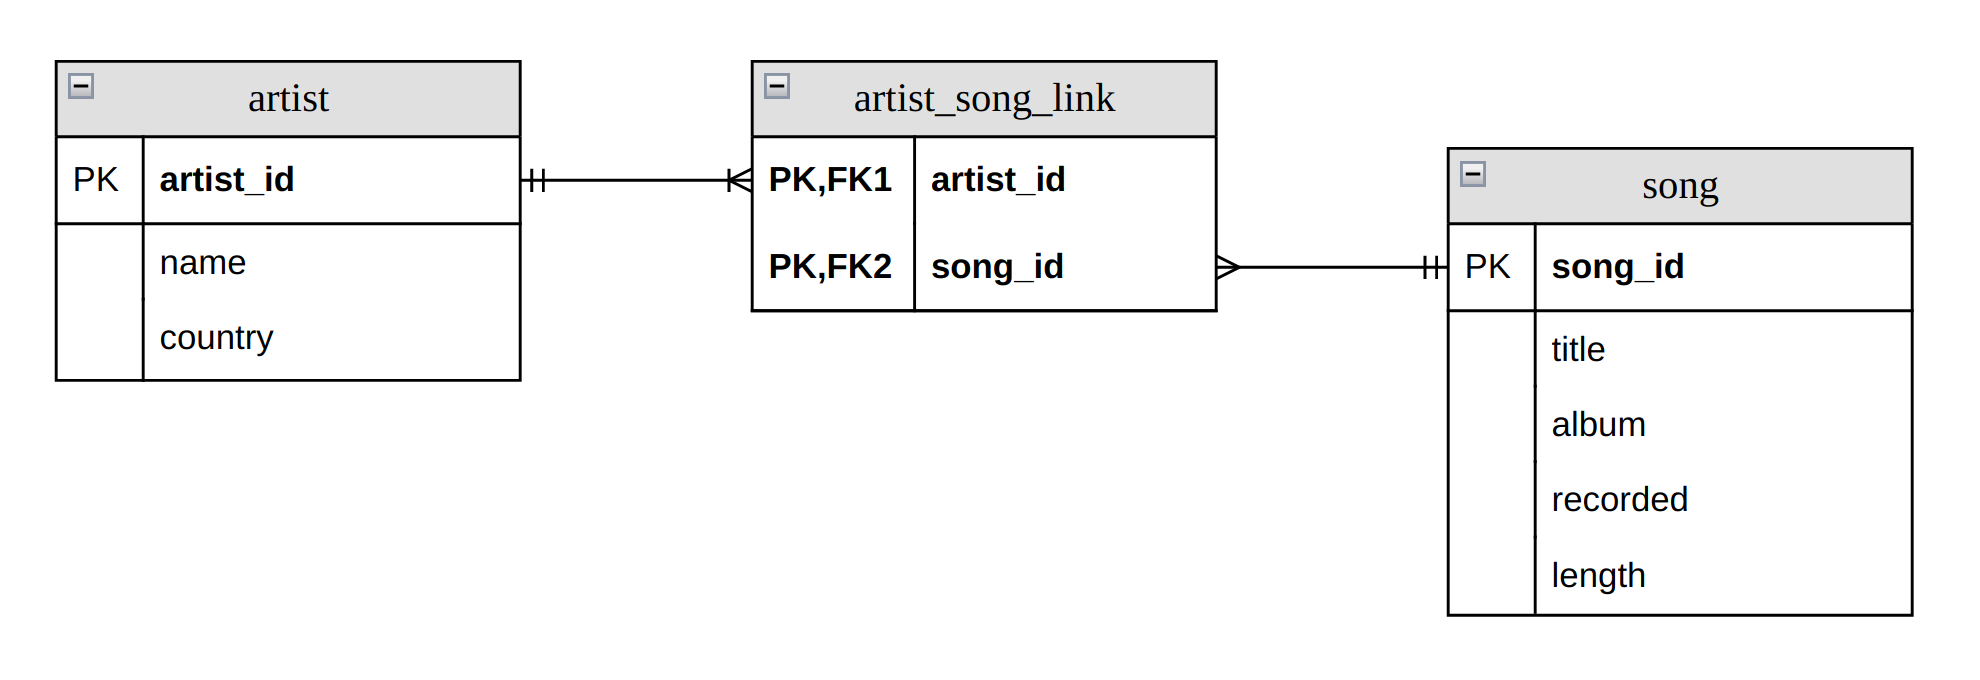 artist
PK artist_id
name
country
artist_song_link
PK,FK1 artist_id
PK,FK2 song_id
song
PK song_id
title
album
recorded
length